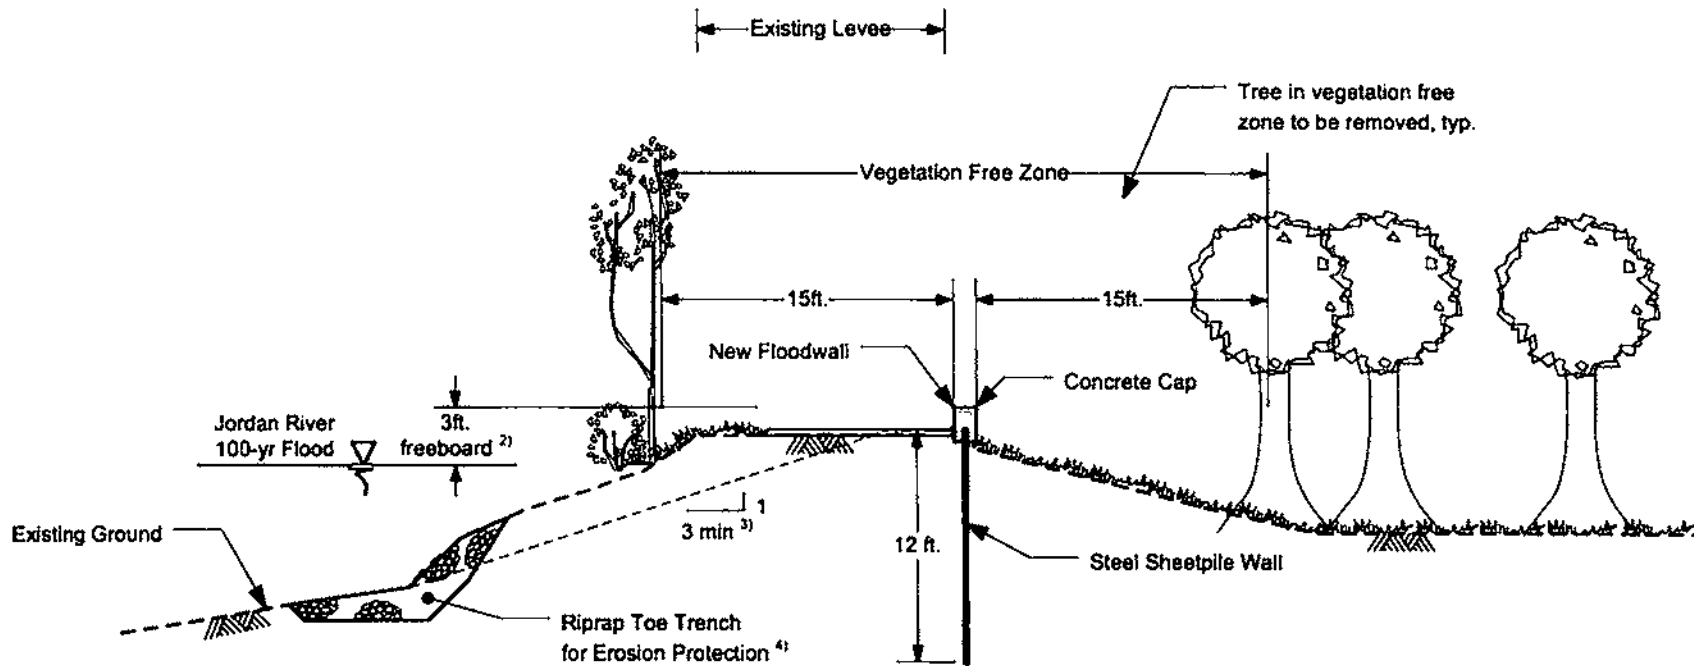 Existing Levee
Tree in vegetation free
zone to be removed, typ.
Vegetation Free Zone
15ft.
15ft.
New Floodwall
Concrete Cap
Jordan River
100-yr Flood
3ft.
freeboard 2)
1
3 min 3)
Existing Ground
12 ft.
Steel Sheetpile Wall
Riprap Toe Trench
for Erosion Protection 4)